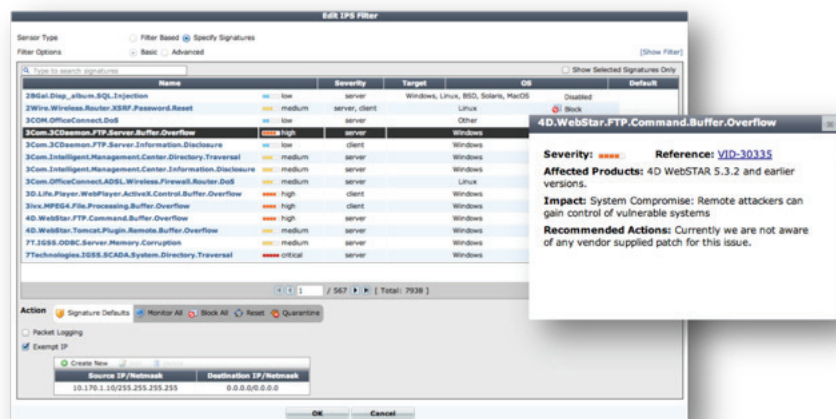 Edit IPS Filter
Sensor Type Filter Based Specify Signatures
Filter Options Basic Advanced [Show Filter]
Type to search signatures Show Selected Signatures Only
Name Severity Target OS Default
2BGal.Disp_album.SQL.Injection low server Windows, Linux, BSD, Solaris, MacOS Disabled
2Wire.Wireless.Router.XSRF.Password.Reset medium server, client Linux Block
3COM.OfficeConnect.DoS low server Other
3Com.3CDaemon.FTP.Server.Buffer.Overflow high server Windows
3Com.3CDaemon.FTP.Server.Information.Disclosure low client Windows
3Com.Intelligent.Management.Center.Directory.Traversal medium server Windows
3Com.Intelligent.Management.Center.Information.Disclosure medium server Windows
3Com.OfficeConnect.ADSL.Wireless.Firewall.Router.DoS medium server Linux
3D.Life.Player.WebPlayer.ActiveX.Control.Buffer.Overflow high client Windows
3ivx.MPEG4.File.Processing.Buffer.Overflow high client Windows
4D.WebStar.FTP.Command.Buffer.Overflow high server
4D.WebStar.Tomcat.Plugin.Remote.Buffer.Overflow medium server
7T.IGSS.ODBC.Server.Memory.Corruption medium server Windows
7Technologies.IGSS.SCADA.System.Directory.Traversal critical server Windows
1 / 567 [ Total: 7938 ]
Action Signature Defaults Monitor All Block All Reset Quarantine
Packet Logging
Exempt IP
Create New Edit Delete
Source IP/Netmask Destination IP/Netmask
10.170.1.10/255.255.255.255 0.0.0.0/0.0.0.0
OK Cancel
4D.WebStar.FTP.Command.Buffer.Overflow
Severity: Reference: VID-30335
Affected Products: 4D WebSTAR 5.3.2 and earlier
versions.
Impact: System Compromise: Remote attackers can
gain control of vulnerable systems
Recommended Actions: Currently we are not aware
of any vendor supplied patch for this issue.